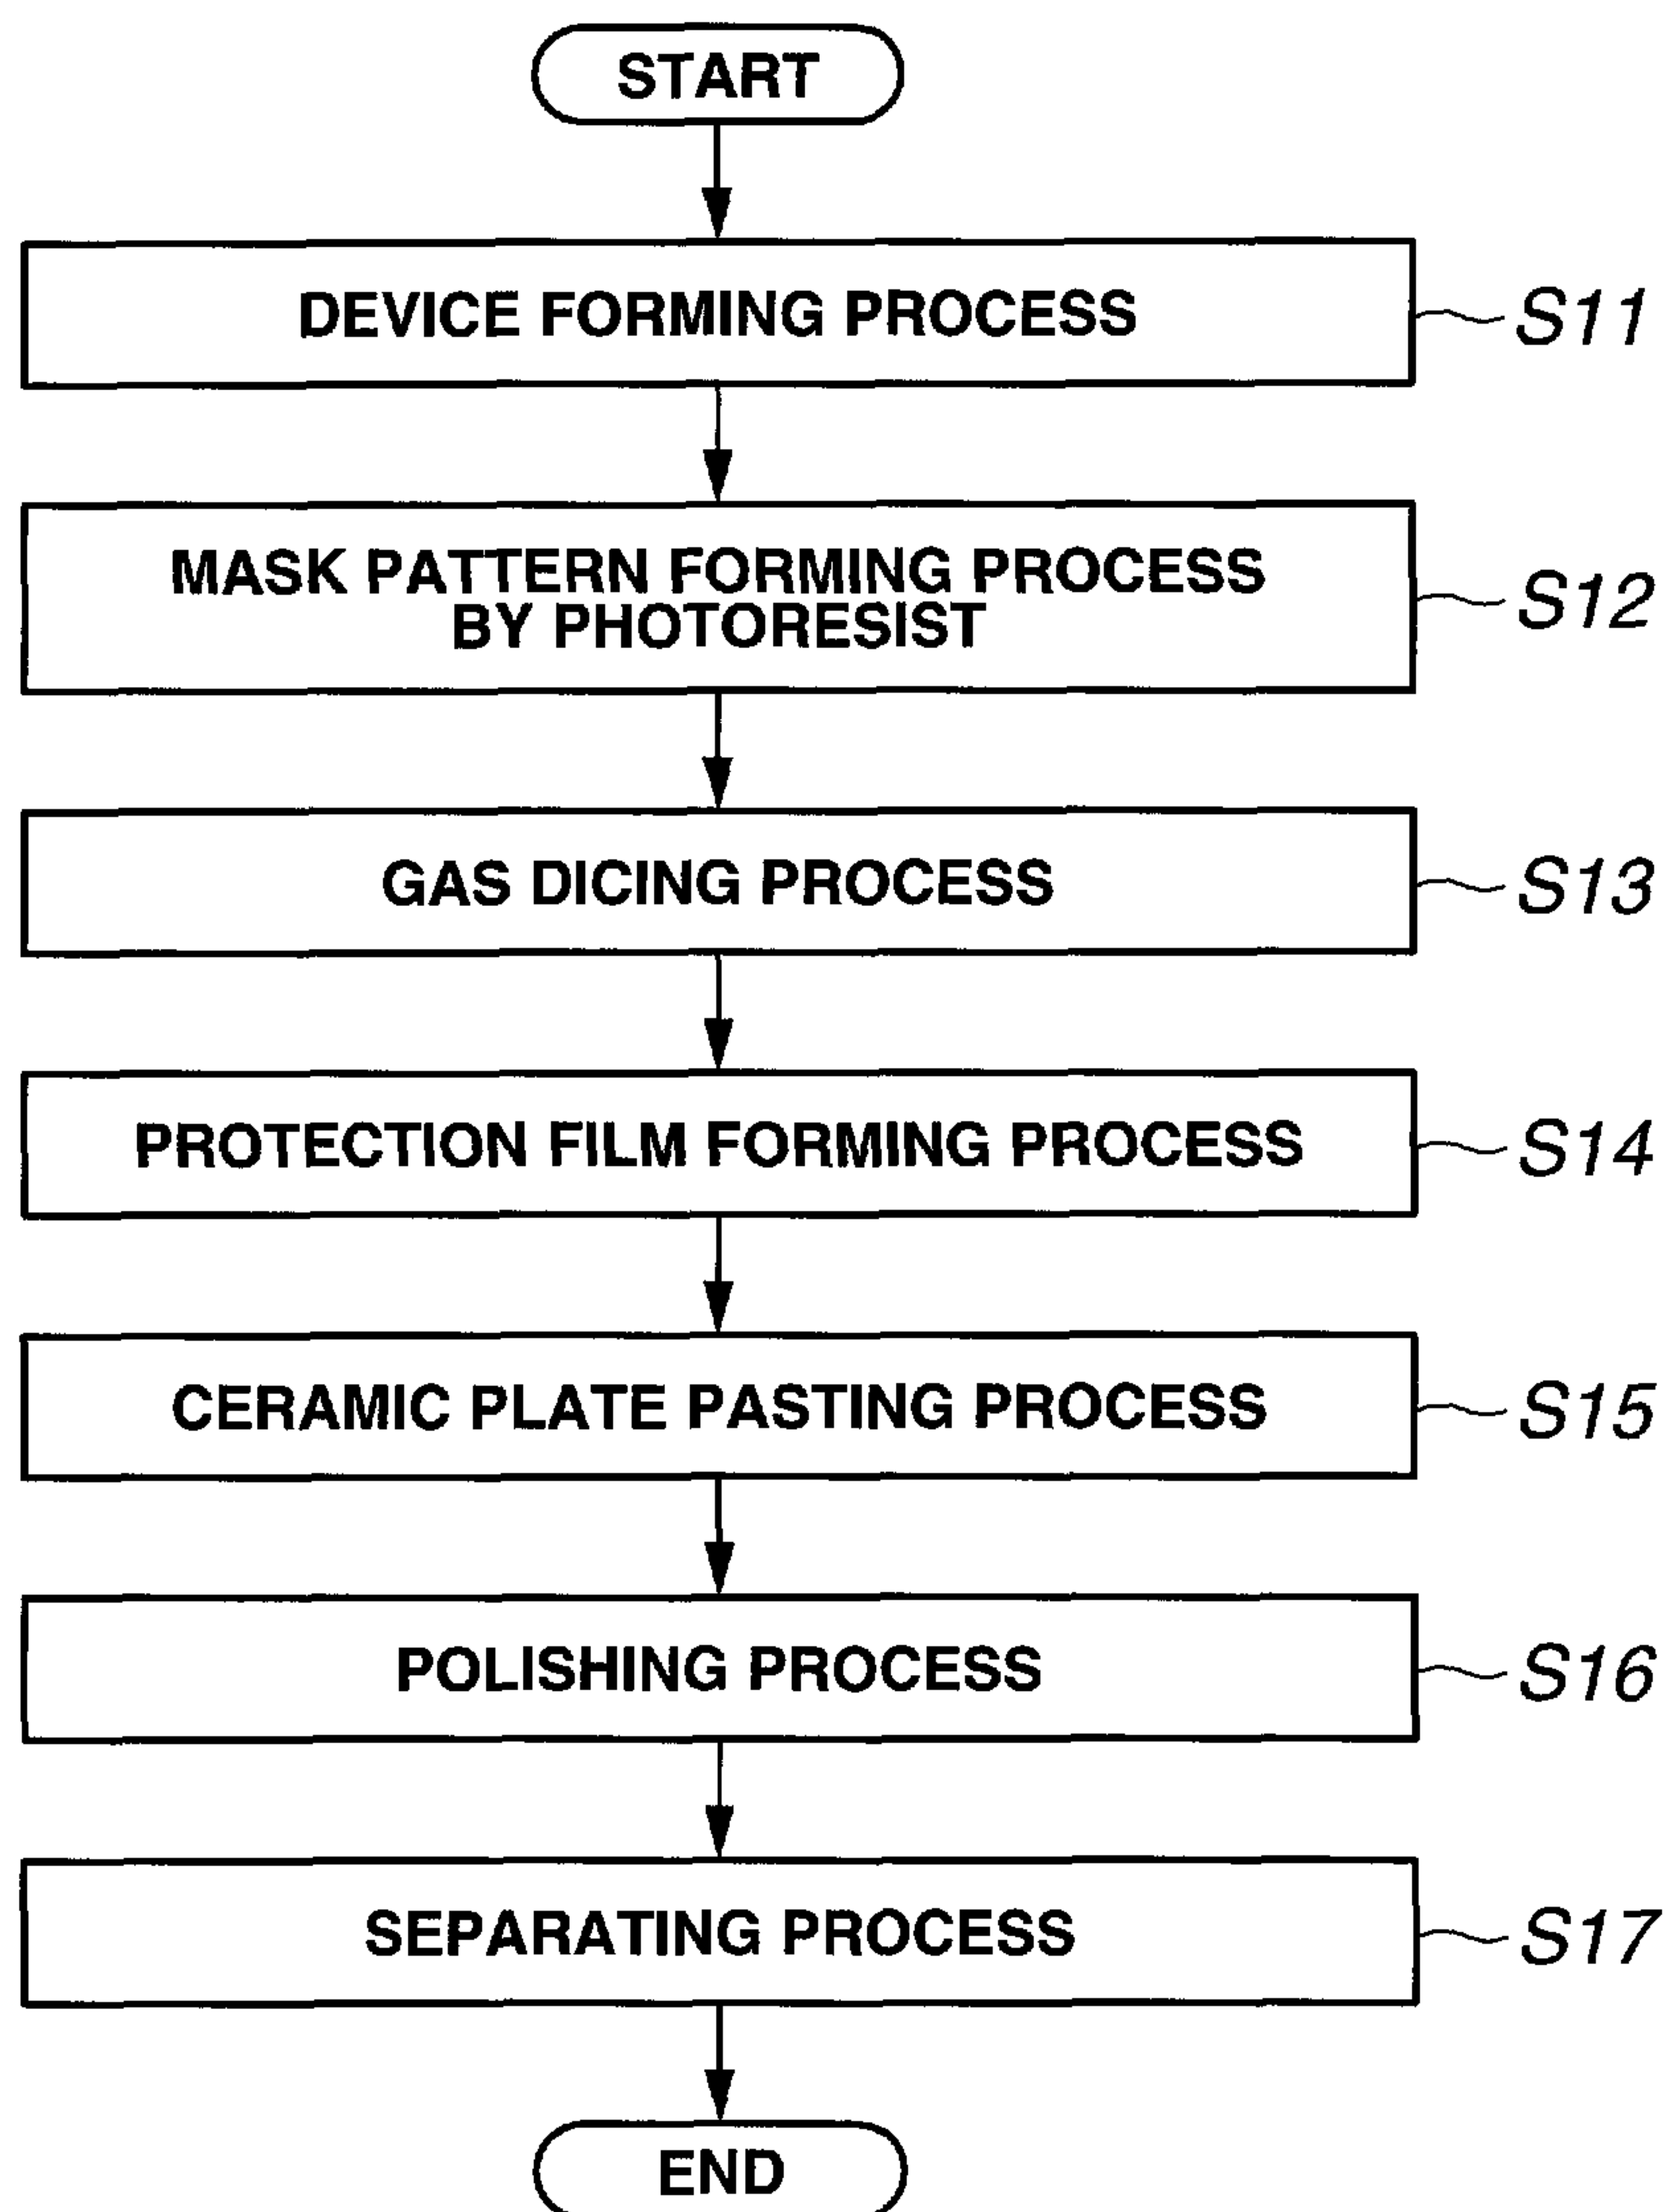 START
DEVICE FORMING PROCESS
S11
MASK PATTERN FORMING PROCESS
BY PHOTORESIST
S12
GAS DICING PROCESS
S13
PROTECTION FILM FORMING PROCESS
S14
CERAMIC PLATE PASTING PROCESS
S15
POLISHING PROCESS
S16
SEPARATING PROCESS
S17
END